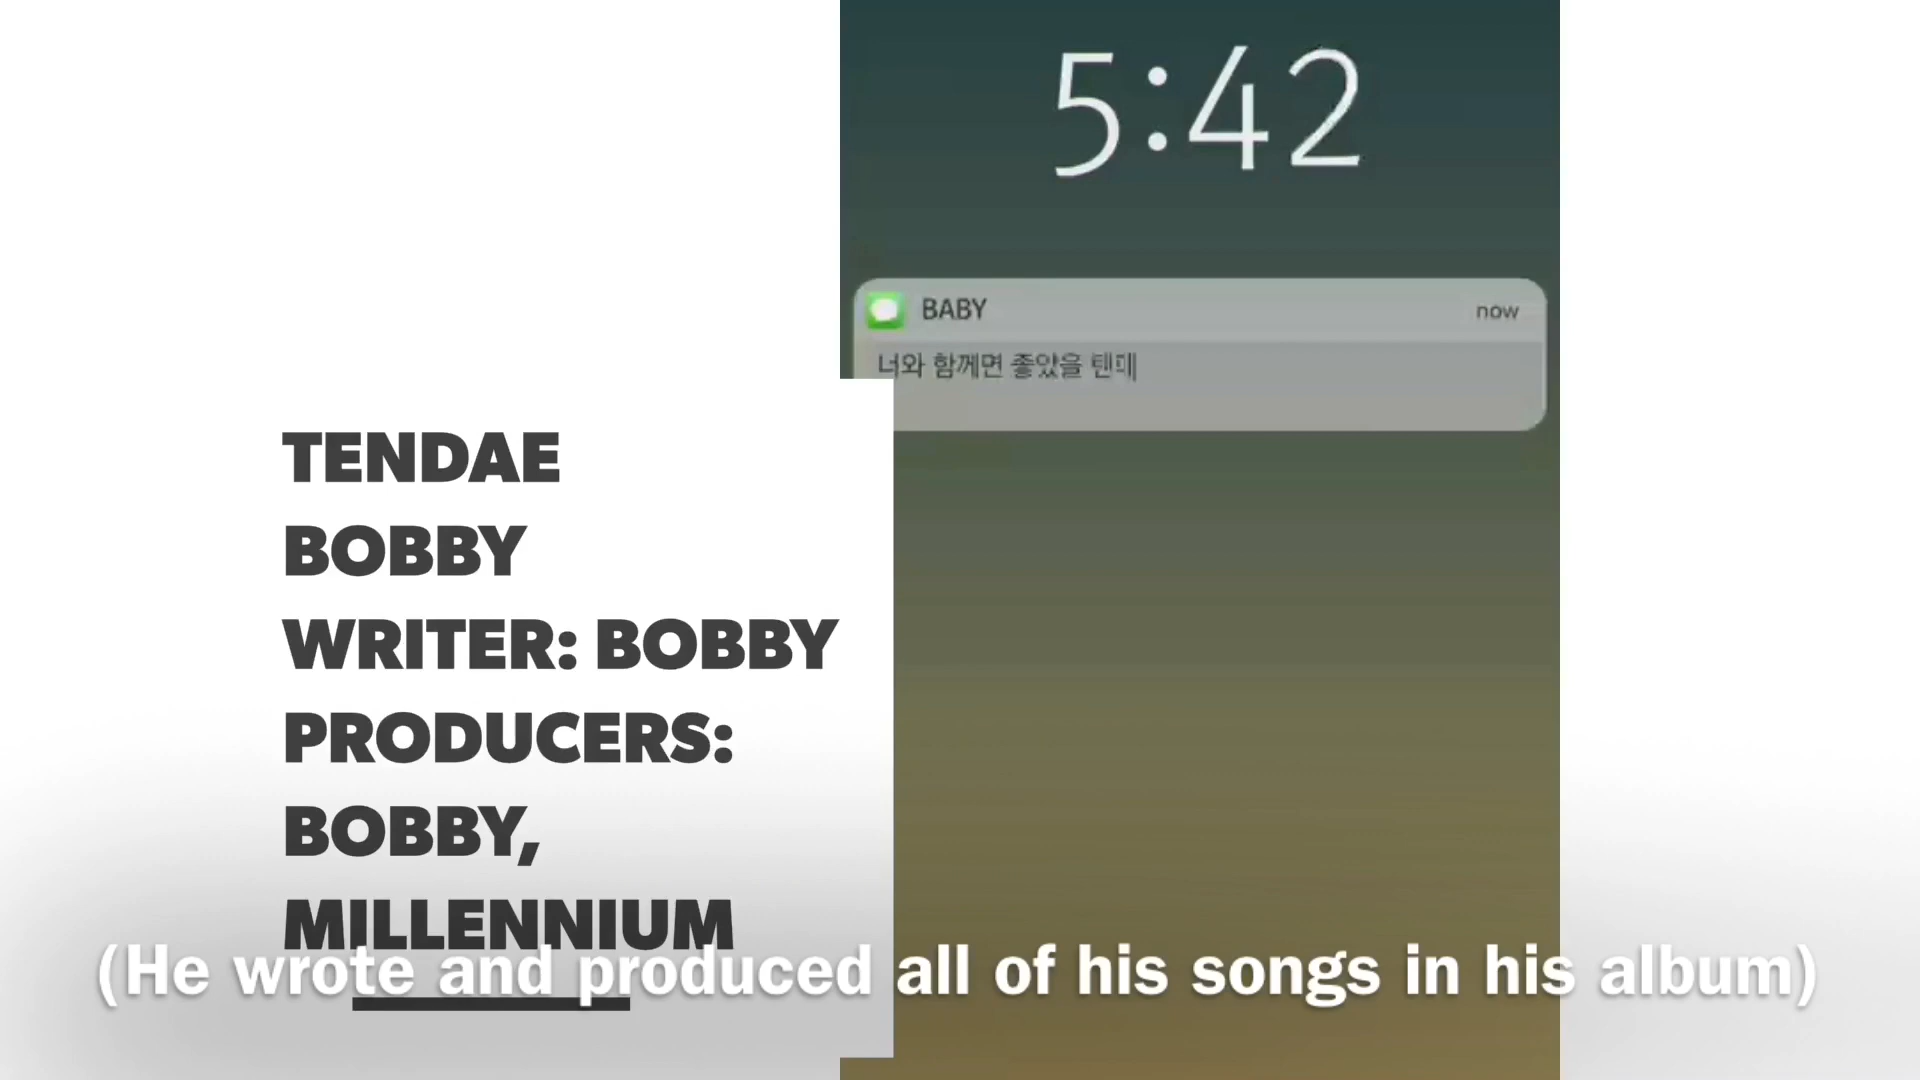 5:42
BABY
now
너와 함께면 좋았을 텐데
TENDAE
BOBBY
WRITER: BOBBY
PRODUCERS:
BOBBY,
MILLENNIUM
(He wrote and produced all of his songs in his album)